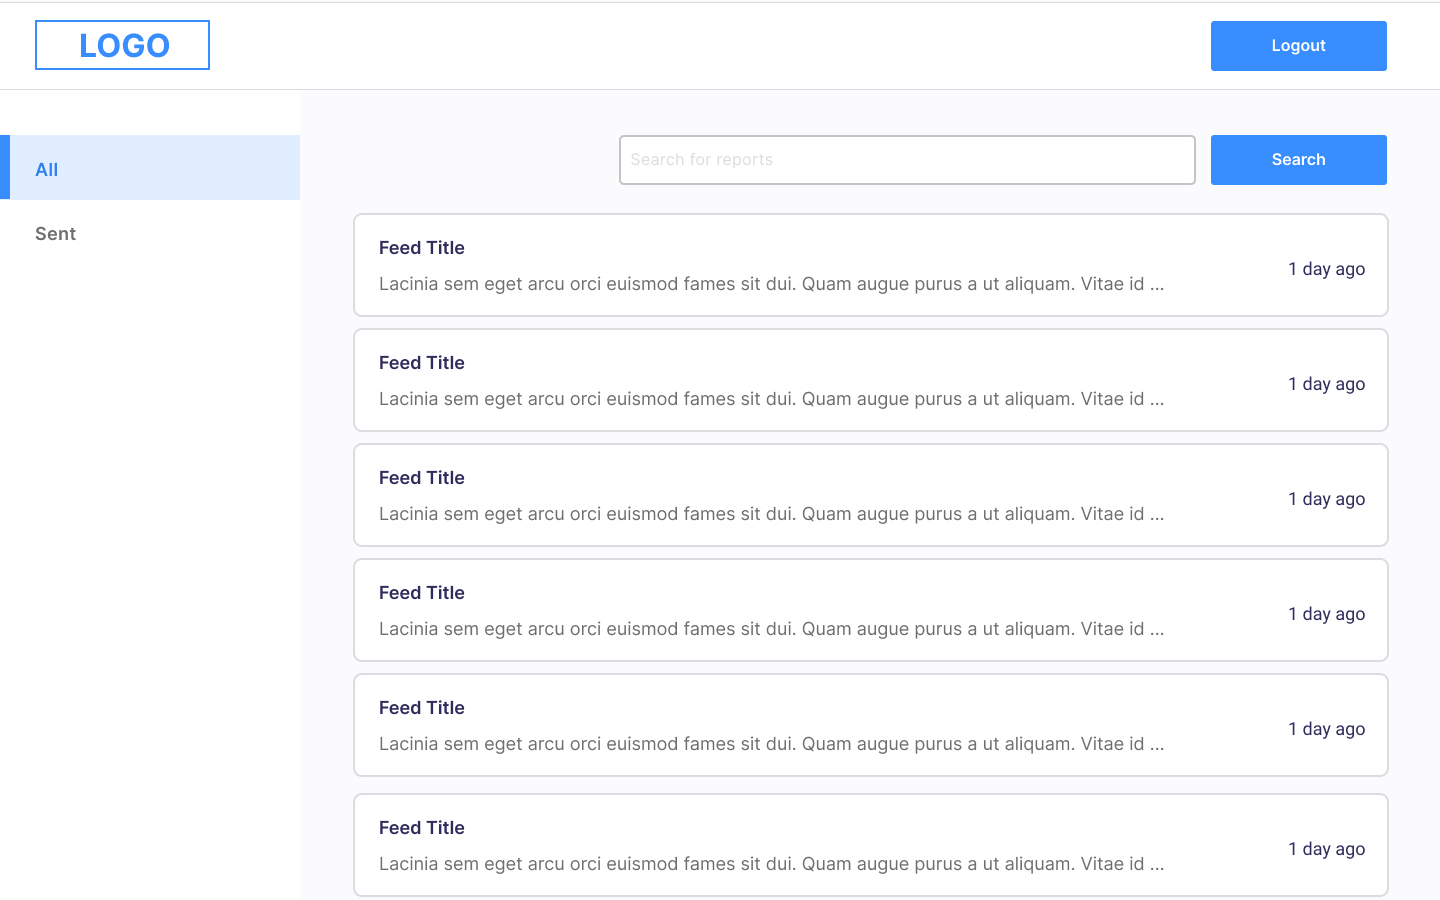 LOGO
Logout
All
Sent
Search for reports
Search
Feed Title
Lacinia sem eget arcu orci euismod fames sit dui. Quam augue purus a ut aliquam. Vitae id ...
1 day ago
Feed Title
Lacinia sem eget arcu orci euismod fames sit dui. Quam augue purus a ut aliquam. Vitae id ...
1 day ago
Feed Title
Lacinia sem eget arcu orci euismod fames sit dui. Quam augue purus a ut aliquam. Vitae id ...
1 day ago
Feed Title
Lacinia sem eget arcu orci euismod fames sit dui. Quam augue purus a ut aliquam. Vitae id ...
1 day ago
Feed Title
Lacinia sem eget arcu orci euismod fames sit dui. Quam augue purus a ut aliquam. Vitae id ...
1 day ago
Feed Title
Lacinia sem eget arcu orci euismod fames sit dui. Quam augue purus a ut aliquam. Vitae id ...
1 day ago